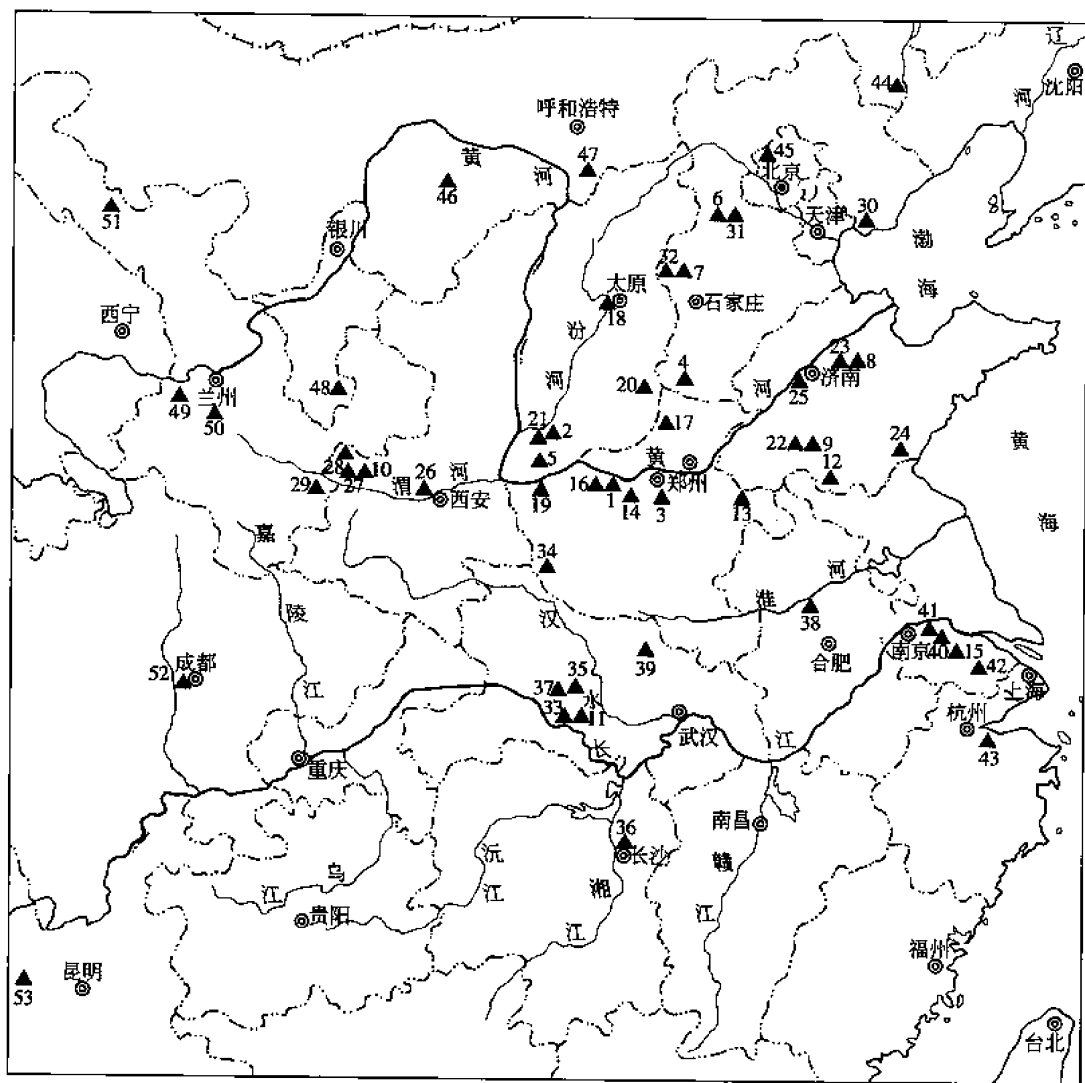 辽
沈阳
44
河
呼和浩特
黄
河
47
45
北京
46
51
6
31
天津
30
银川
渤
海
32
7
太原
18
石家庄
汾
河
西宁
兰州
49
50
48
20
4
23
8
济南
25
河
黄
海
21
2
17
22
9
24
12
5
黄
郑州
28
27
10
29
26
渭
河
西安
19
16
1
14
3
13
嘉
陵
江
34
汉
水
淮
河
38
合肥
39
41
南京
40
15
42
上海
杭州
43
52
成都
37
35
33
11
长
江
武汉
重庆
南昌
36
长沙
赣
江
沅
江
湘
江
乌
江
贵阳
福州
53
昆明
台北